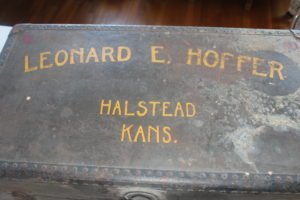 LEONARD E. HOFFER
HALSTEAD
KANS.